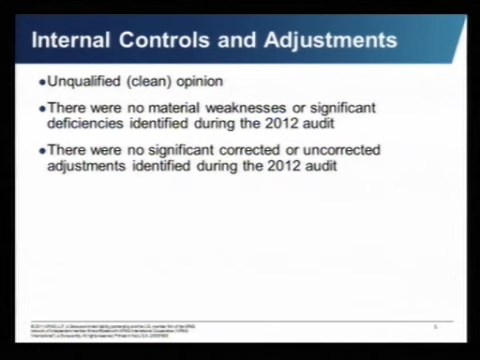 Internal Controls and Adjustments
●Unqualified (clean) opinion
●There were no material weaknesses or significant
deficiencies identified during the 2012 audit
●There were no significant corrected or uncorrected
adjustments identified during the 2012 audit